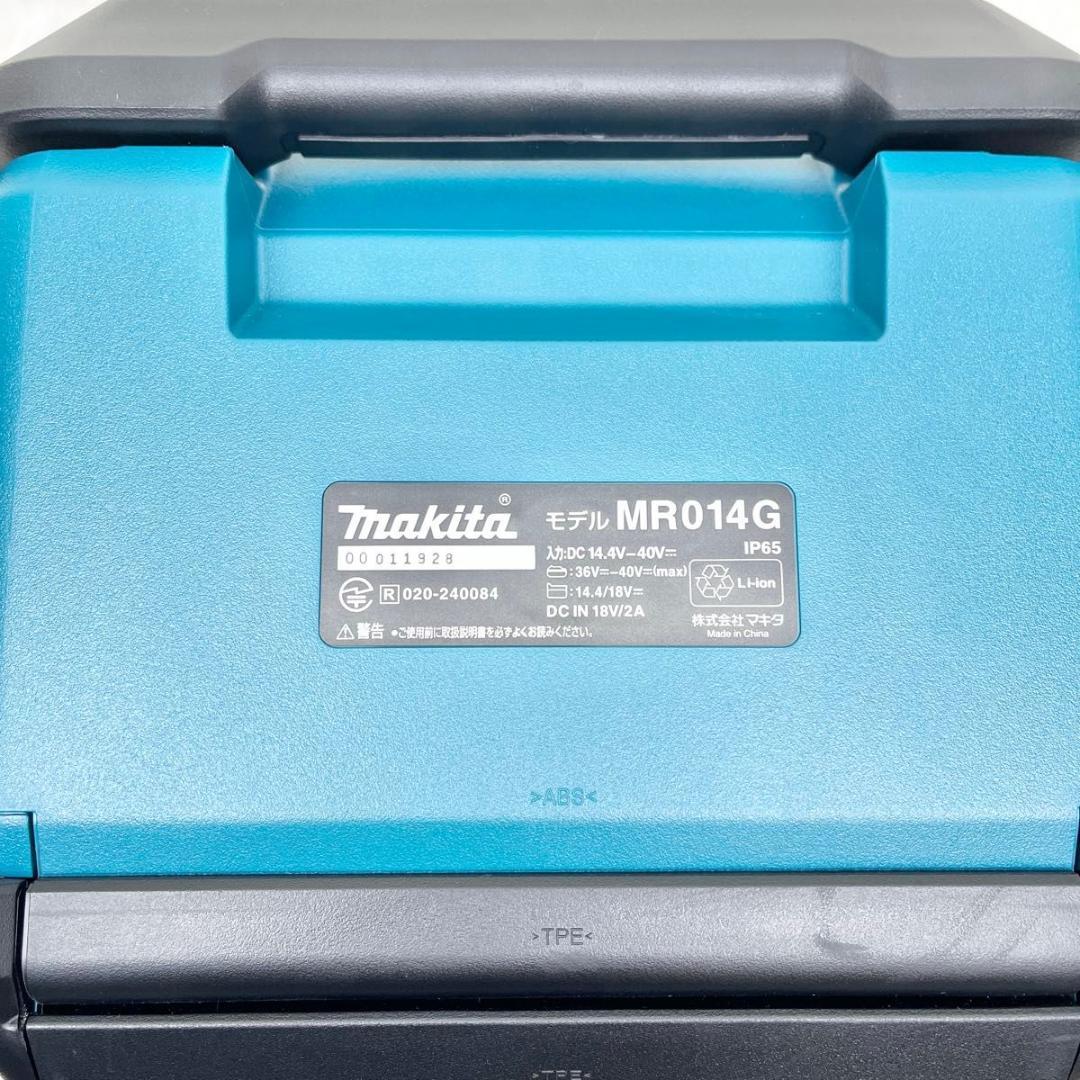 makita®
00 011928
R 020-240084
モデル MR014G
IP65
入力:DC 14.4V–40V⎓
:36V⎓–40V⎓(max)
:14.4/18V⎓
DC IN 18V/2A
Li-ion
株式会社マキタ
Made in China
警告 •ご使用前に取扱説明書を必ずよくお読みください。
>ABS<
>TPE<
>TPE<